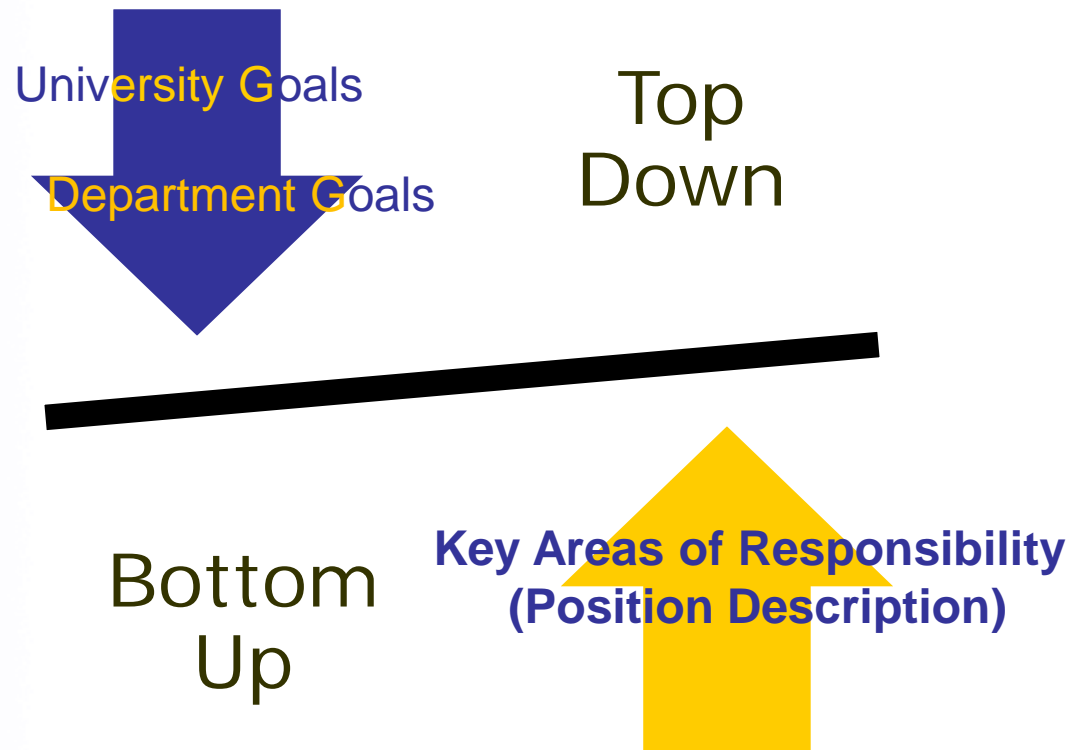 University Goals
Department Goals
Top
Down
Bottom
Up
Key Areas of Responsibility
(Position Description)